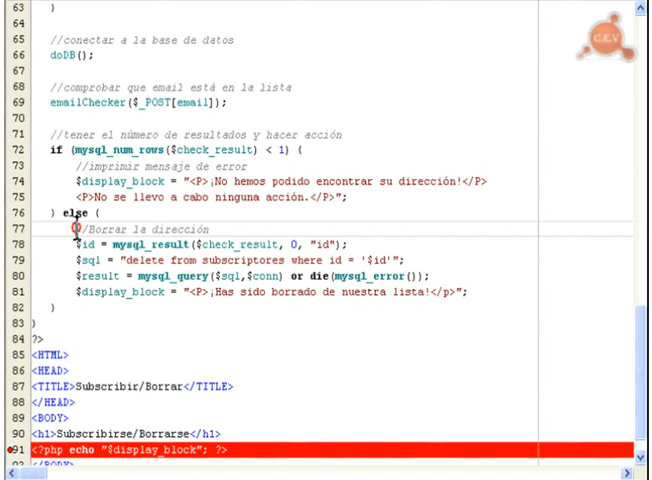 63 }
64
65 //conectar a la base de datos
66 doDB();
67
68 //comprobar que email está en la lista
69 emailChecker($_POST[email]);
70
71 //tener el número de resultados y hacer acción
72 if (mysql_num_rows($check_result) < 1) {
73 //imprimir mensaje de error
74 $display_block = "<P>¡No hemos podido encontrar su dirección!</P>
75 <P>No se llevo a cabo ninguna acción.</P>";
76 } else {
77 //Borrar la dirección
78 $id = mysql_result($check_result, 0, "id");
79 $sql = "delete from subscriptores where id = '$id'";
80 $result = mysql_query($sql,$conn) or die(mysql_error());
81 $display_block = "<P>¡Has sido borrado de nuestra lista!</p>";
82 }
83 }
84 ?>
85 <HTML>
86 <HEAD>
87 <TITLE>Subscribir/Borrar</TITLE>
88 </HEAD>
89 <BODY>
90 <h1>Subscribirse/Borrarse</h1>
91 <?php echo "$display_block"; ?>
92 </BODY>
C.E.V